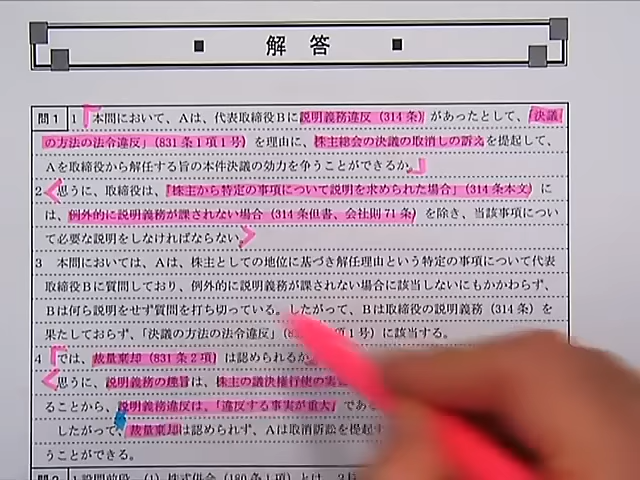 ■ 解答 ■
問1 1 本問において、Aは、代表取締役Bに説明義務違反(314条)があったとして、「決議
の方法の法令違反」(831条1項1号)を理由に、株主総会の決議の取消しの訴えを提起して、
Aを取締役から解任する旨の本件決議の効力を争うことができるか。
2 思うに、取締役は、「株主から特定の事項について説明を求められた場合」(314条本文)に
は、例外的に説明義務が課されない場合(314条但書、会社則71条)を除き、当該事項につい
て必要な説明をしなければならない。
3 本問においては、Aは、株主としての地位に基づき解任理由という特定の事項について代表
取締役Bに質問しており、例外的に説明義務が課されない場合に該当しないにもかかわらず、
Bは何ら説明をせず質問を打ち切っている。したがって、Bは取締役の説明義務(314条)を
果たしておらず、「決議の方法の法令違反」(8 項1号)に該当する。
4 では、裁量棄却(831条2項)は認められるか
思うに、説明義務の趣旨は、株主の議決権行使の
ることから、説明義務違反は、「違反する事実が重大」であ
したがって、裁量棄却は認められず、Aは取消訴訟を提起す
うことができる。